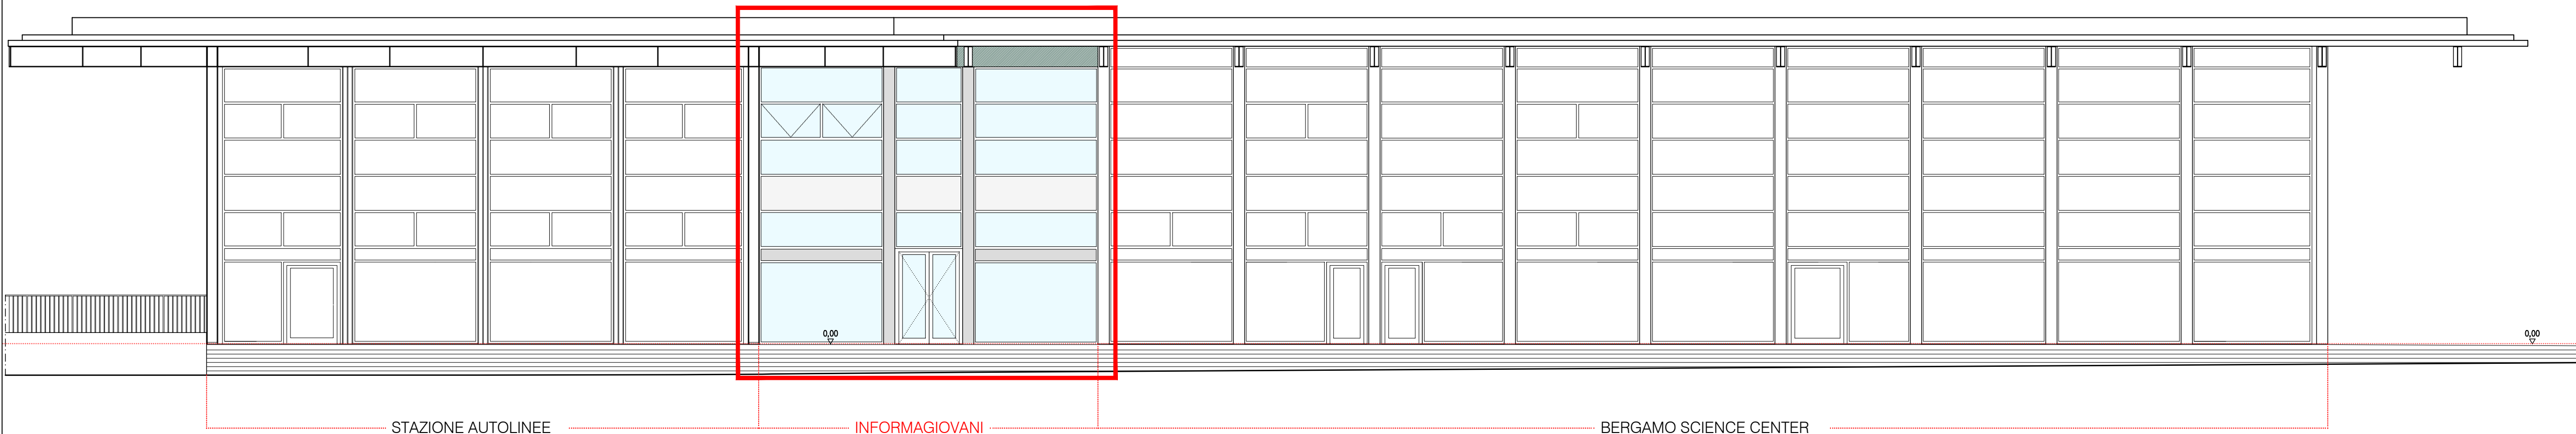 0,00
0,00
STAZIONE AUTOLINEE
INFORMAGIOVANI
BERGAMO SCIENCE CENTER